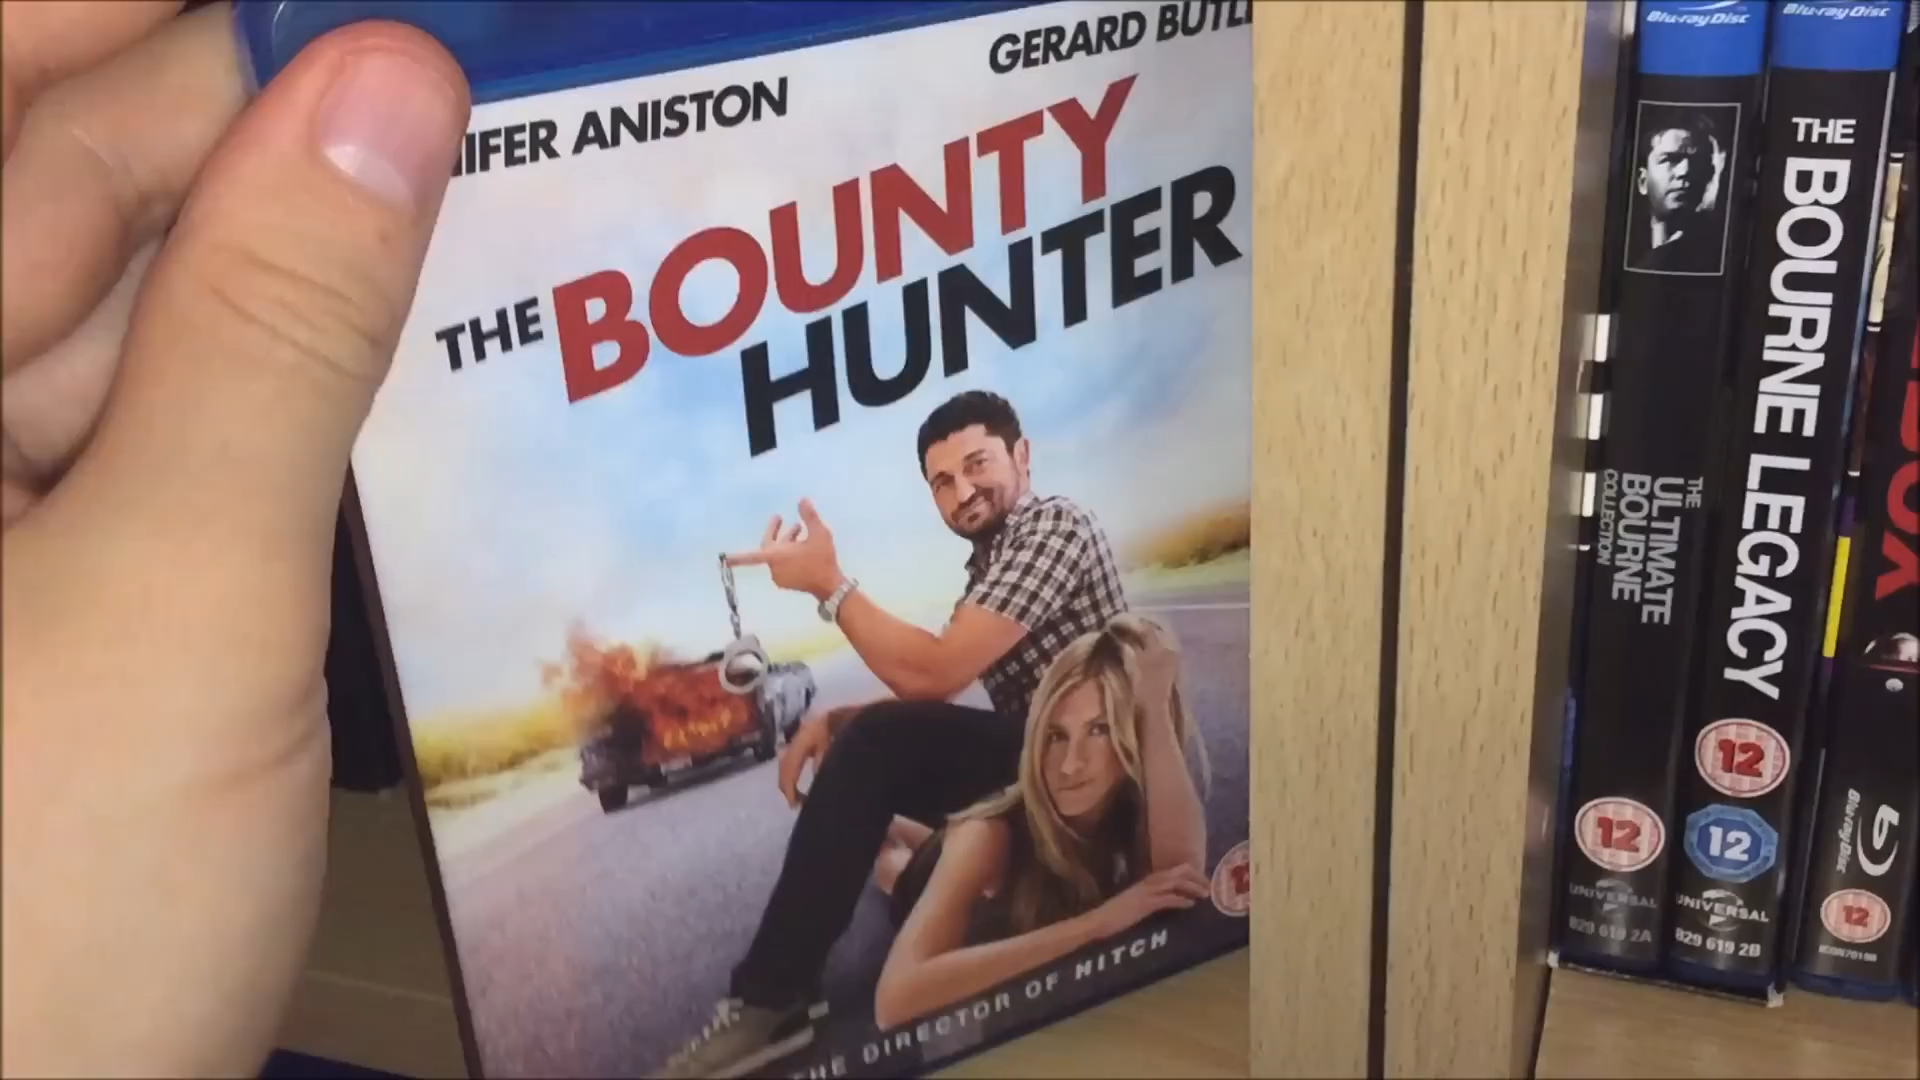 IFER ANISTON
GERARD BUTL
THE BOUNTY
HUNTER
THE DIRECTOR OF HITCH
Blu-ray Disc
THE
ULTIMATE
BOURNE
COLLECTION
12
UNIVERSAL
829 619 2A
Blu-ray Disc
THE
BOURNE LEGACY
12
12
UNIVERSAL
829 619 2B
Blu-ray Disc
12